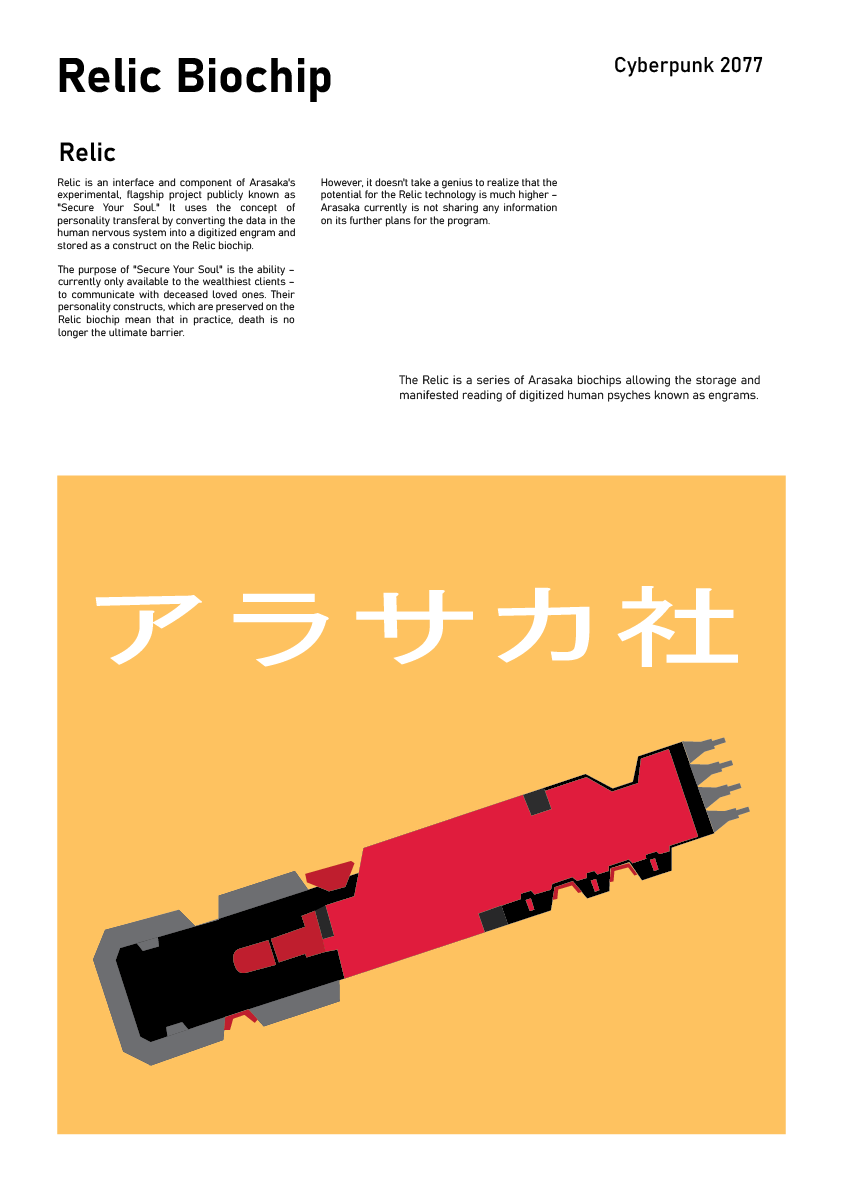 Relic Biochip
Cyberpunk 2077
Relic
Relic is an interface and component of Arasaka's
experimental, flagship project publicly known as
"Secure Your Soul." It uses the concept of
personality transferal by converting the data in the
human nervous system into a digitized engram and
stored as a construct on the Relic biochip.
The purpose of "Secure Your Soul" is the ability –
currently only available to the wealthiest clients –
to communicate with deceased loved ones. Their
personality constructs, which are preserved on the
Relic biochip mean that in practice, death is no
longer the ultimate barrier.
However, it doesn't take a genius to realize that the
potential for the Relic technology is much higher –
Arasaka currently is not sharing any information
on its further plans for the program.
The Relic is a series of Arasaka biochips allowing the storage and
manifested reading of digitized human psyches known as engrams.
アラサカ社